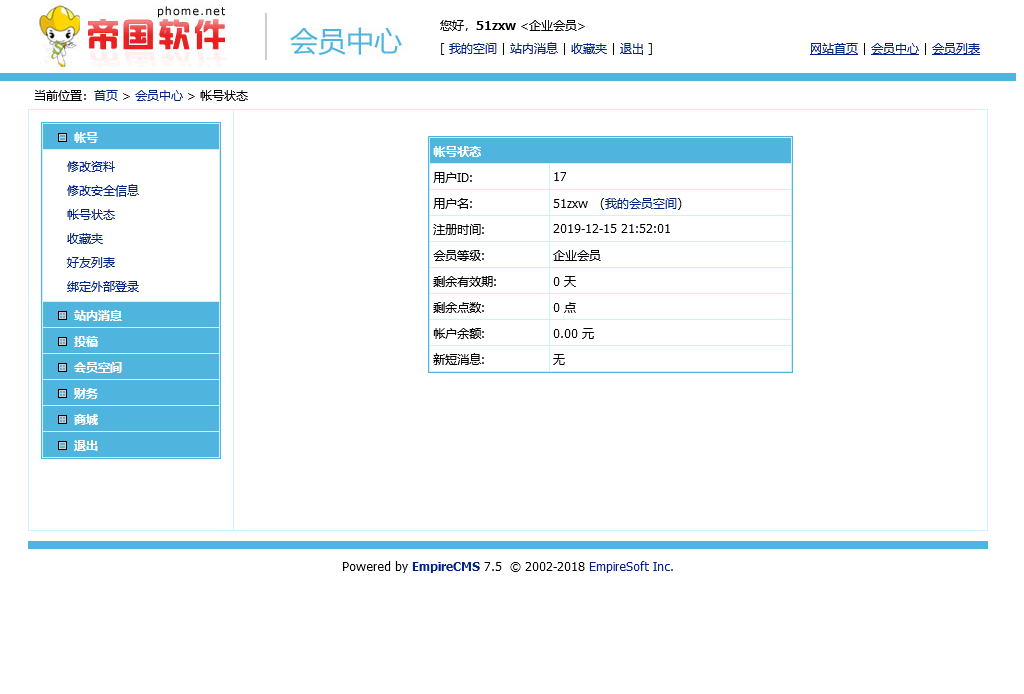 phome.net
帝国软件
会员中心
您好，51zxw <企业会员>
[ 我的空间 | 站内消息 | 收藏夹 | 退出 ]
网站首页 | 会员中心 | 会员列表
当前位置：首页 > 会员中心 > 帐号状态
帐号
修改资料
修改安全信息
帐号状态
收藏夹
好友列表
绑定外部登录
站内消息
投稿
会员空间
财务
商城
退出
帐号状态
用户ID: 17
用户名: 51zxw (我的会员空间)
注册时间: 2019-12-15 21:52:01
会员等级: 企业会员
剩余有效期: 0 天
剩余点数: 0 点
帐户余额: 0.00 元
新短消息: 无
Powered by EmpireCMS 7.5 © 2002-2018 EmpireSoft Inc.